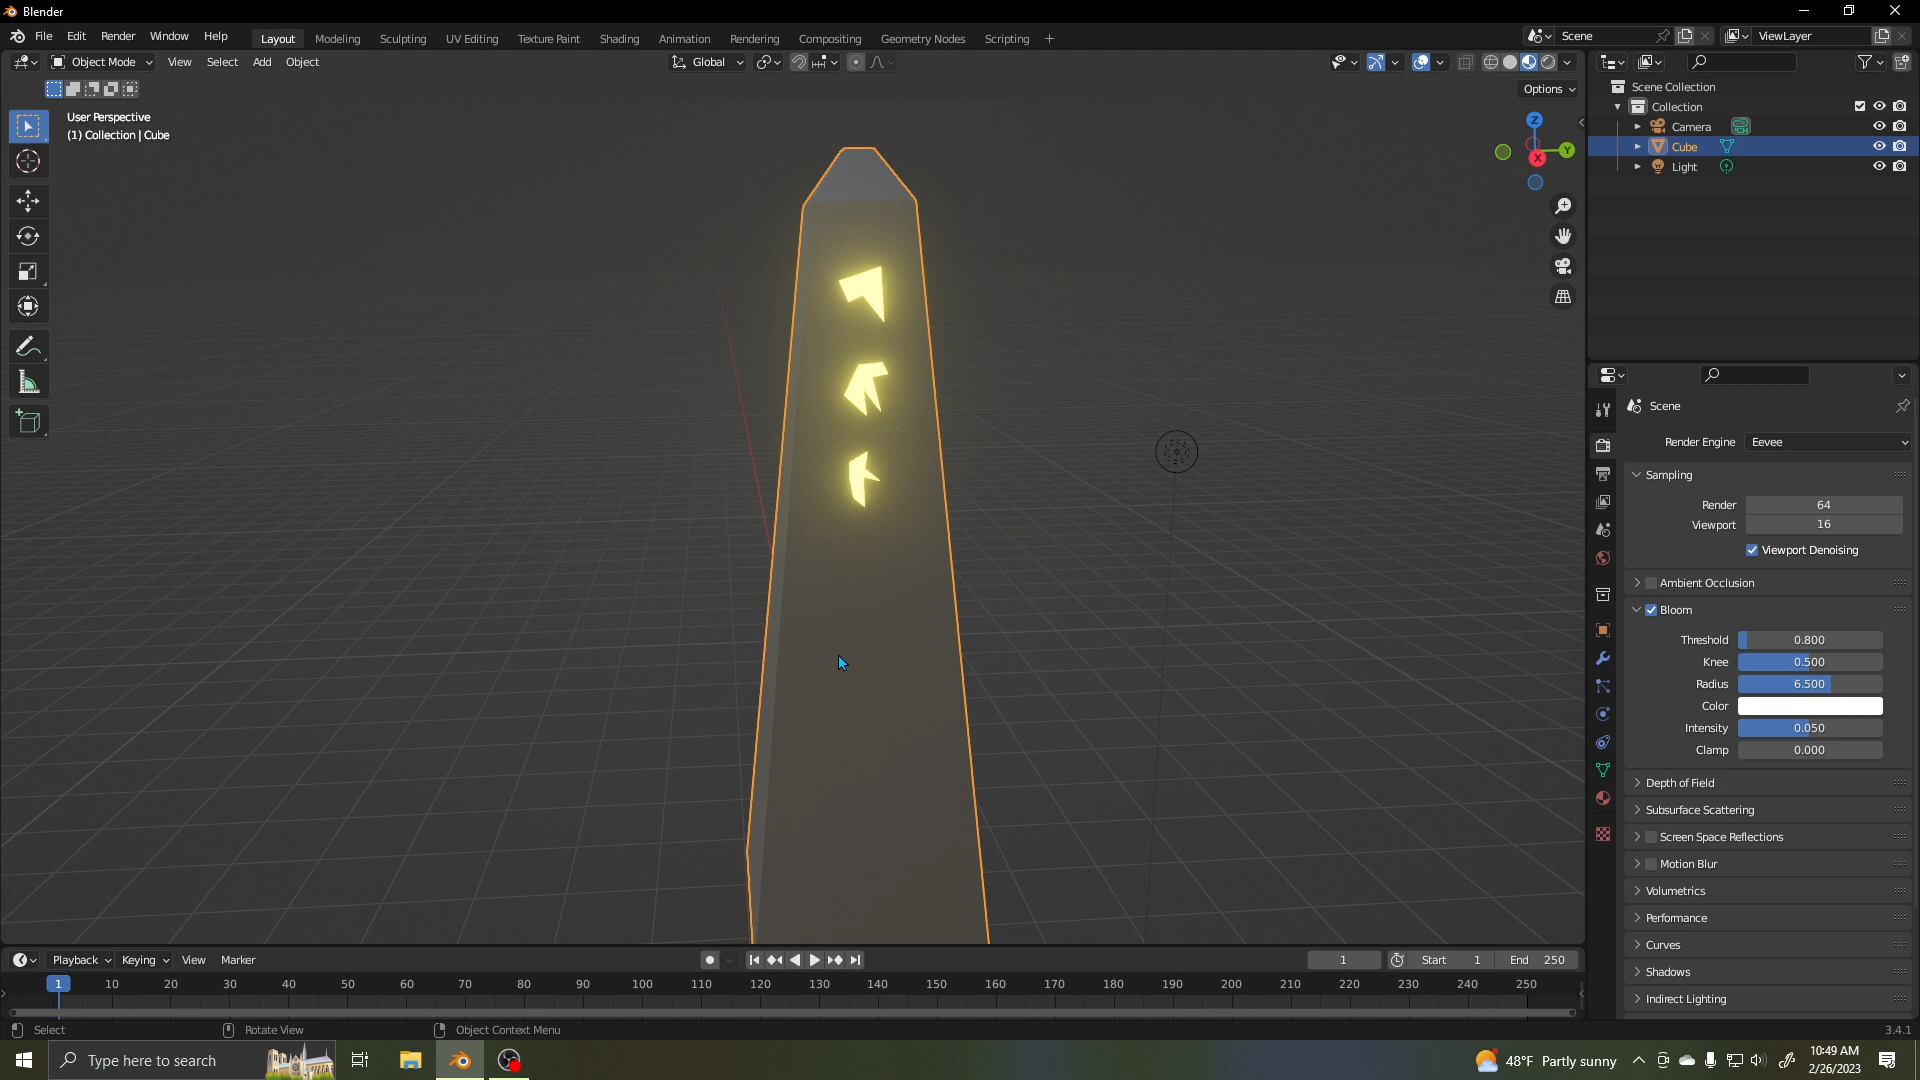 Blender
File Edit Render Window Help Layout Modeling Sculpting UV Editing Texture Paint Shading Animation Rendering Compositing Geometry Nodes Scripting + Scene ViewLayer
Object Mode View Select Add Object Global
Options
User Perspective
(1) Collection | Cube
Z
Y
X
Scene Collection
Collection
Camera
Cube
Light
Scene
Render Engine Eevee
Sampling
Render 64
Viewport 16
Viewport Denoising
Ambient Occlusion
Bloom
Threshold 0.800
Knee 0.500
Radius 6.500
Color
Intensity 0.050
Clamp 0.000
Depth of Field
Subsurface Scattering
Screen Space Reflections
Motion Blur
Volumetrics
Performance
Curves
Shadows
Indirect Lighting
Playback Keying View Marker 1 Start 1 End 250
1 10 20 30 40 50 60 70 80 90 100 110 120 130 140 150 160 170 180 190 200 210 220 230 240 250
Select Rotate View Object Context Menu 3.4.1
Type here to search 48°F Partly sunny 10:49 AM
2/26/2023